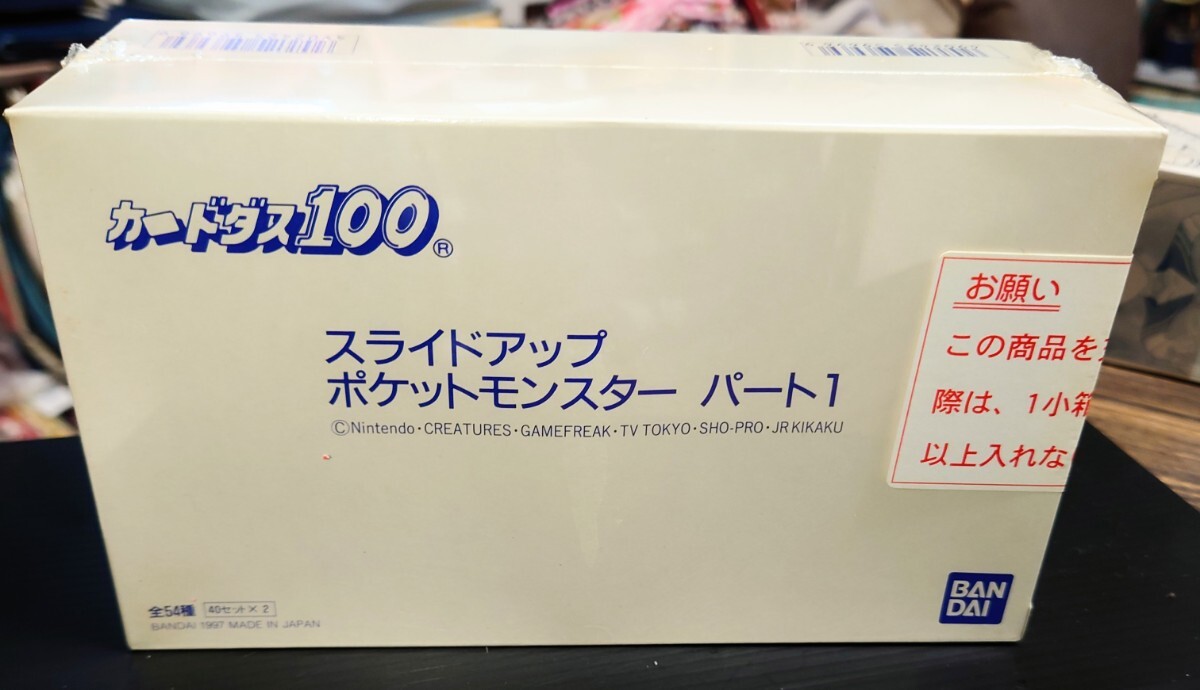 カードダス100®
スライドアップ
ポケットモンスター パート1
©Nintendo・CREATURES・GAMEFREAK・TV TOKYO・SHO-PRO・JR KIKAKU
お願い
この商品を
際は、1小箱
以上入れな
全54種 40セット×2
BANDAI 1997 MADE IN JAPAN
BAN
DAI